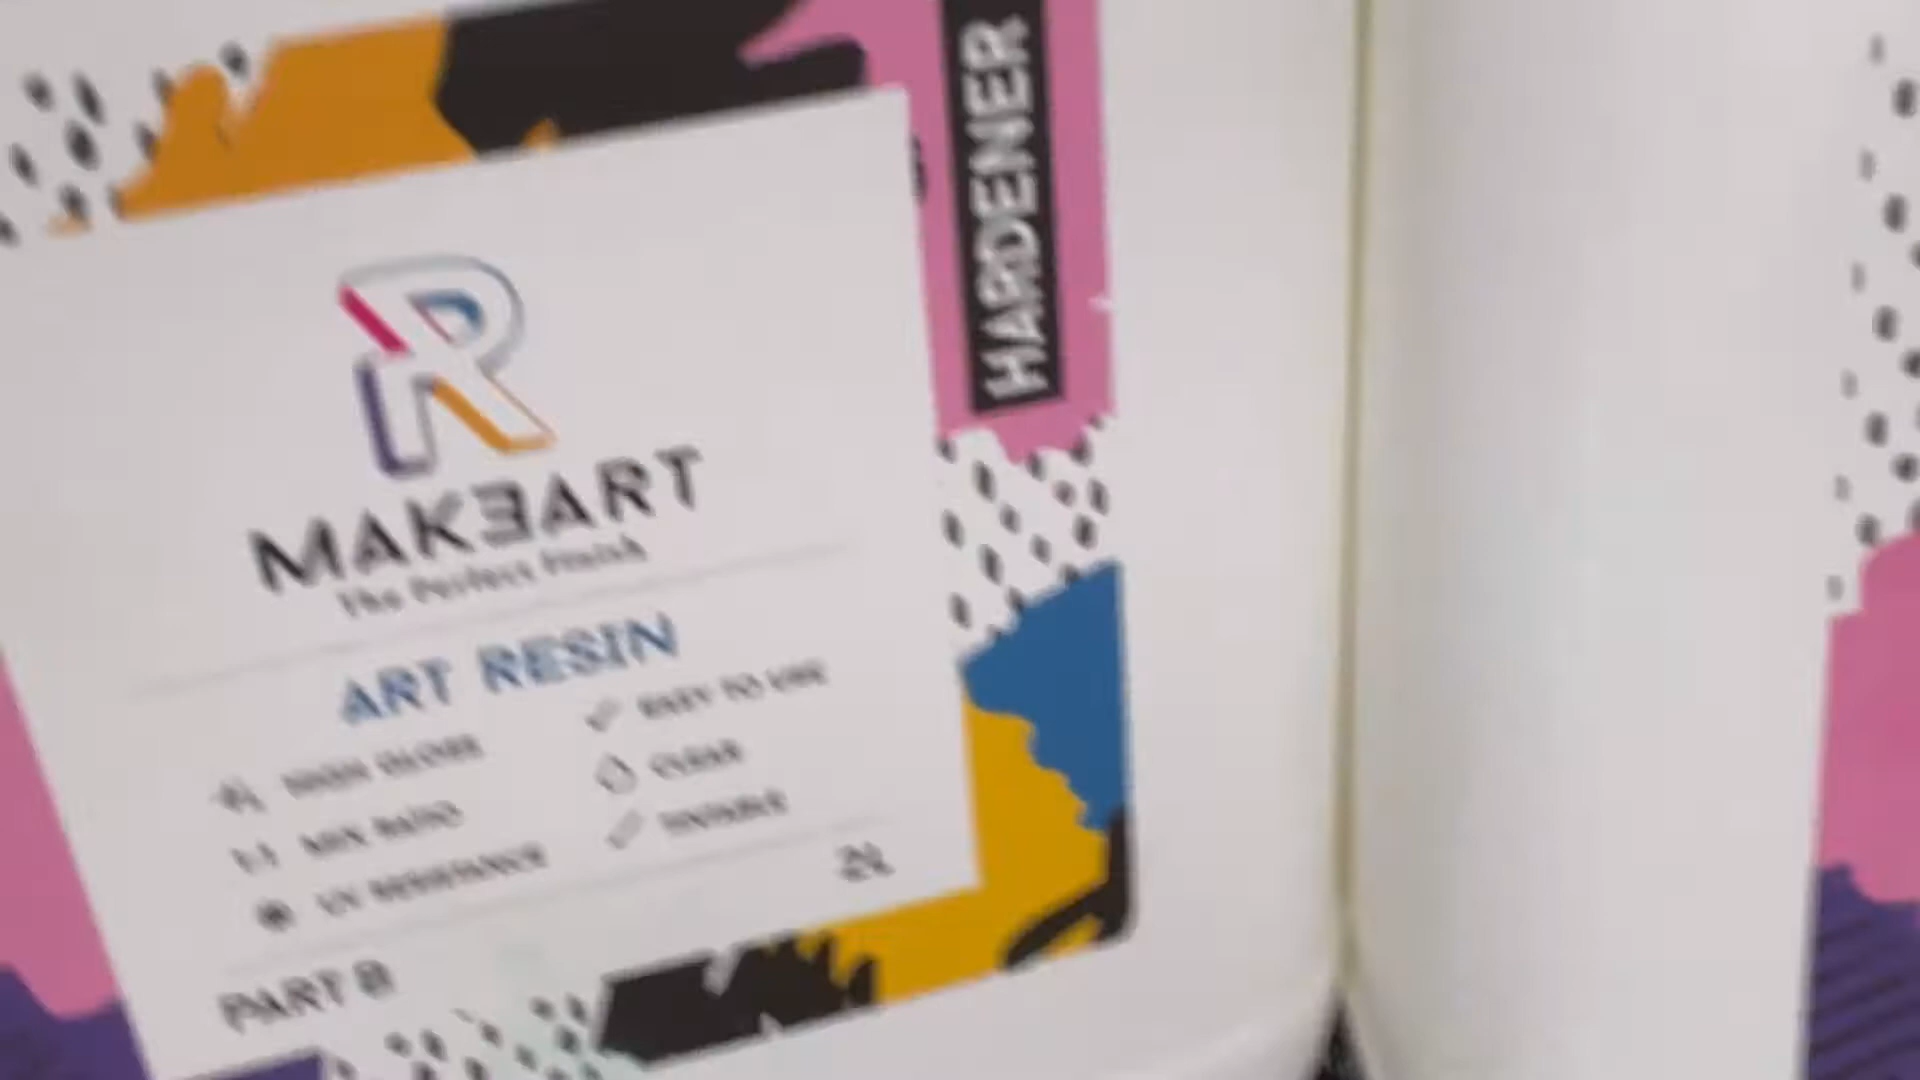 HARDENER
R
MAKEART
The Perfect Finish
ART RESIN
HIGH GLOSS
EASY TO USE
1:1 MIX RATIO
CLEAR
UV RESISTANCE
TINTABLE
2L
PART B